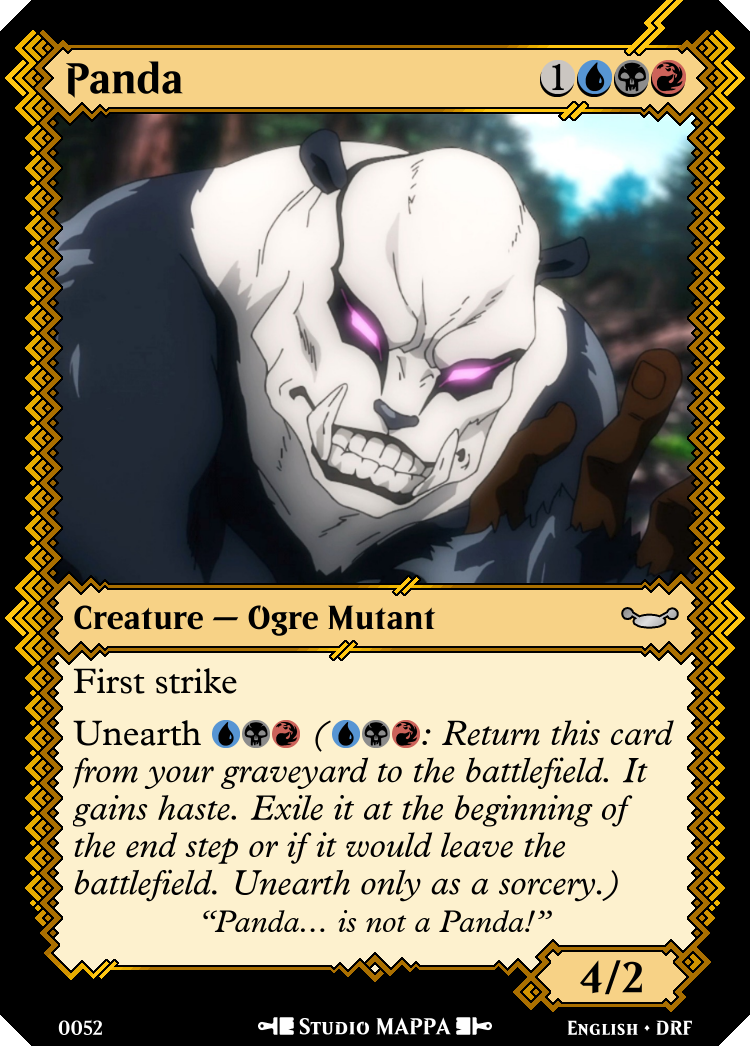 Panda 1
Creature — Ogre Mutant
First strike
Unearth ( : Return this card
from your graveyard to the battlefield. It
gains haste. Exile it at the beginning of
the end step or if it would leave the
battlefield. Unearth only as a sorcery.)
“Panda... is not a Panda!”
4/2
0052 Studio MAPPA English • DRF